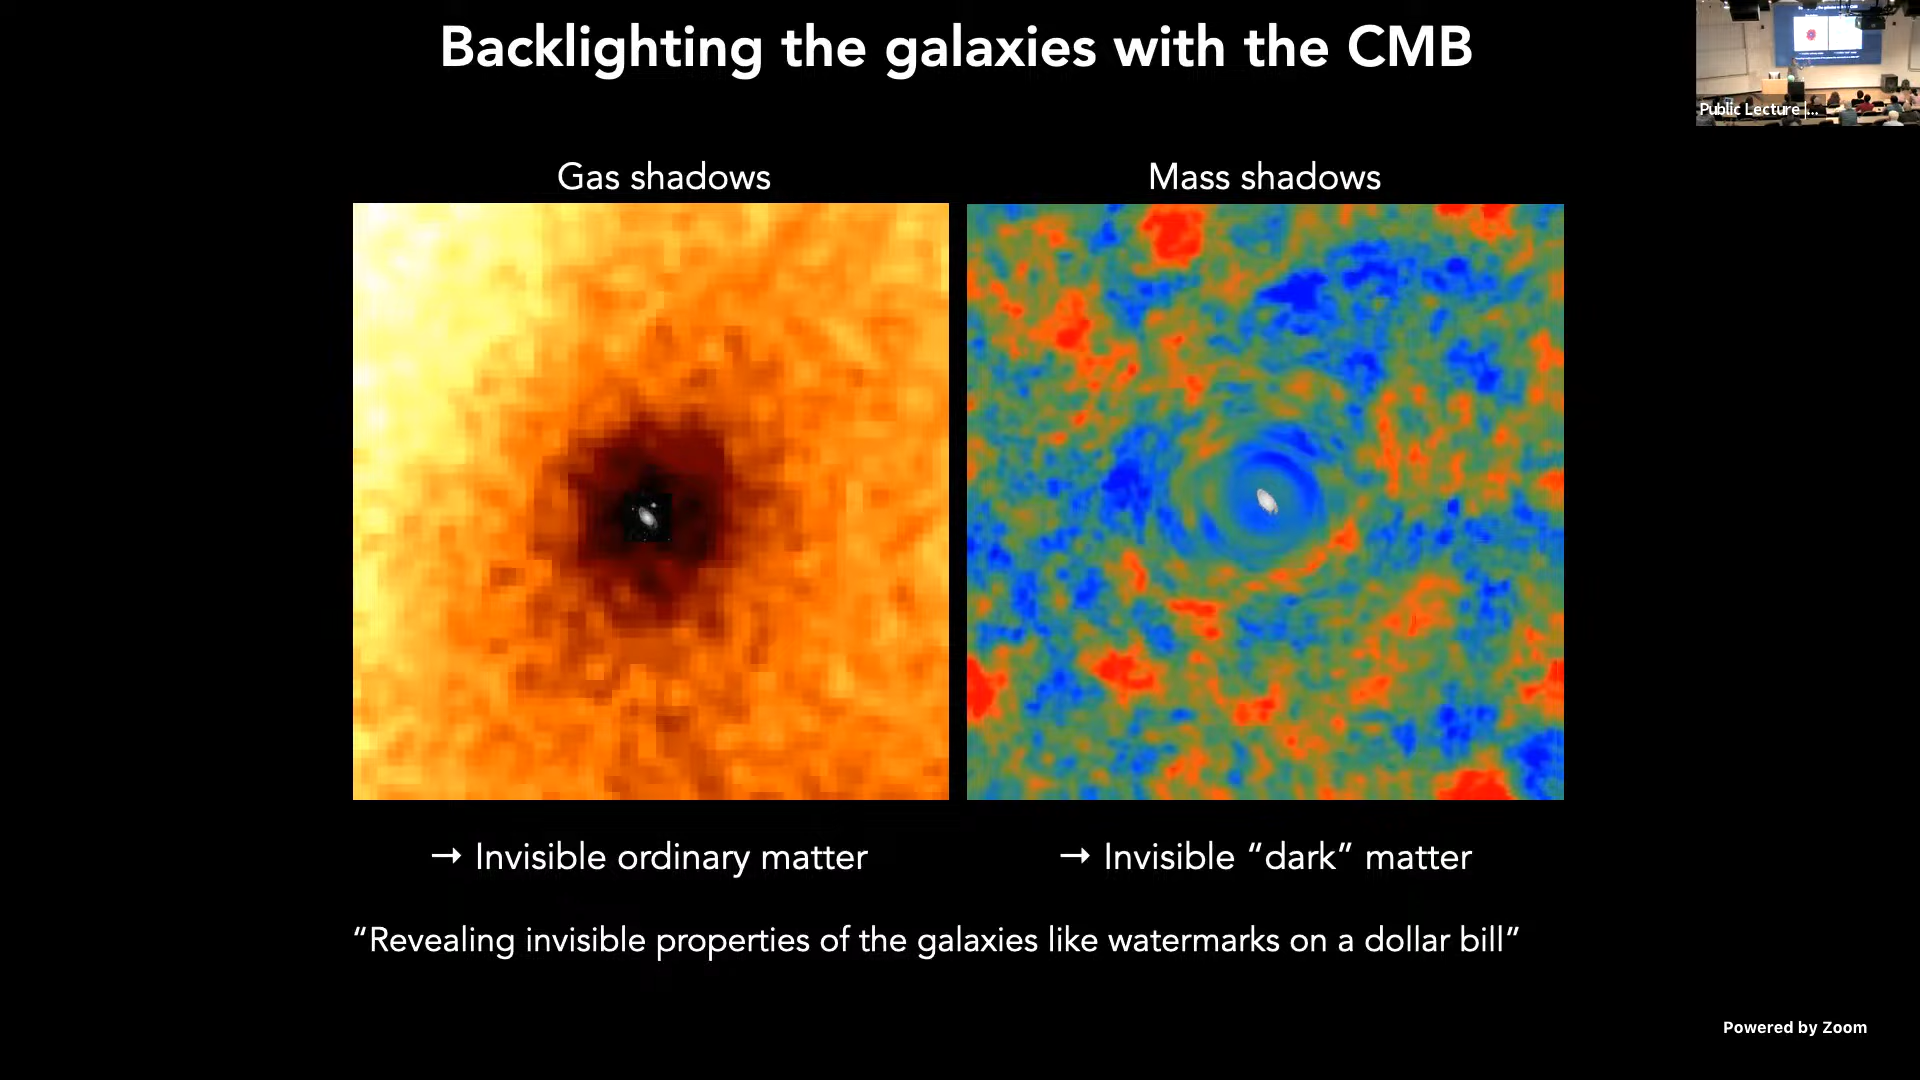 Backlighting the galaxies with the CMB
Public Lecture |...
Gas shadows
Mass shadows
→ Invisible ordinary matter
→ Invisible “dark” matter
“Revealing invisible properties of the galaxies like watermarks on a dollar bill”
Powered by Zoom